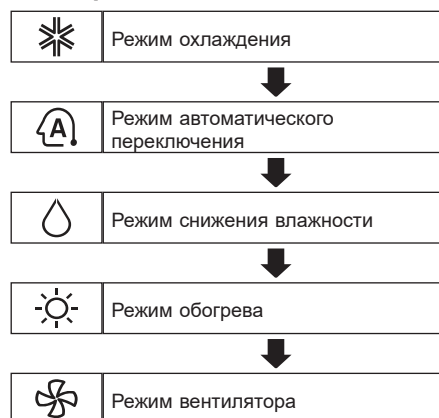 Режим охлаждения
A
Режим автоматического
переключения
Режим снижения влажности
Режим обогрева
Режим вентилятора